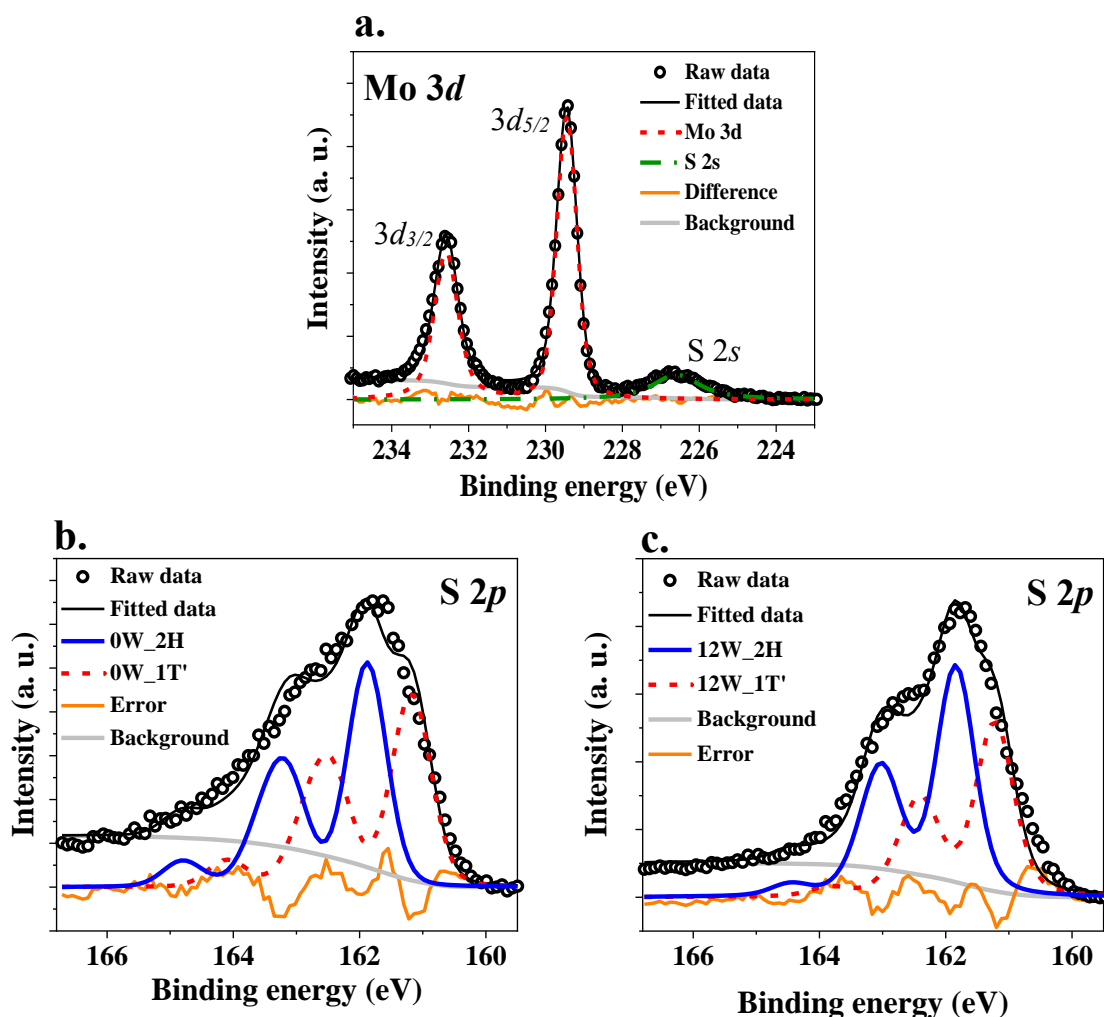 a.
Mo 3d
3d5/2
3d3/2
S 2s
Raw data
Fitted data
Mo 3d
S 2s
Difference
Background
Intensity (a. u.)
234 232 230 228 226 224
Binding energy (eV)
b.
S 2p
Raw data
Fitted data
0W_2H
0W_1T'
Error
Background
Intensity (a. u.)
166 164 162 160
Binding energy (eV)
c.
S 2p
Raw data
Fitted data
12W_2H
12W_1T'
Background
Error
Intensity (a. u.)
166 164 162 160
Binding energy (eV)